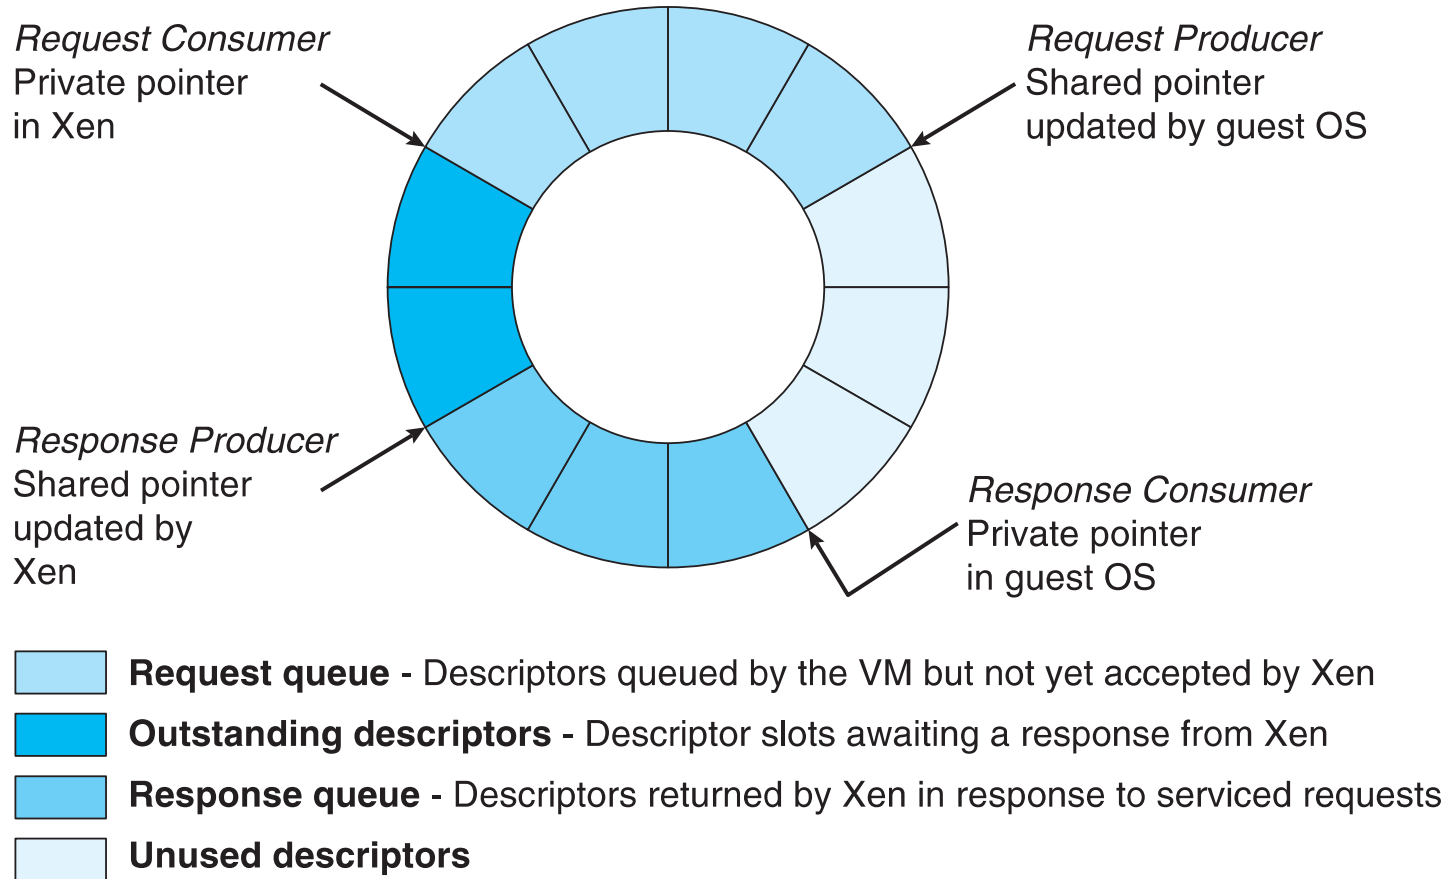 Request Consumer
Private pointer
in Xen
Request Producer
Shared pointer
updated by guest OS
Response Producer
Shared pointer
updated by
Xen
Response Consumer
Private pointer
in guest OS
Request queue - Descriptors queued by the VM but not yet accepted by Xen
Outstanding descriptors - Descriptor slots awaiting a response from Xen
Response queue - Descriptors returned by Xen in response to serviced requests
Unused descriptors